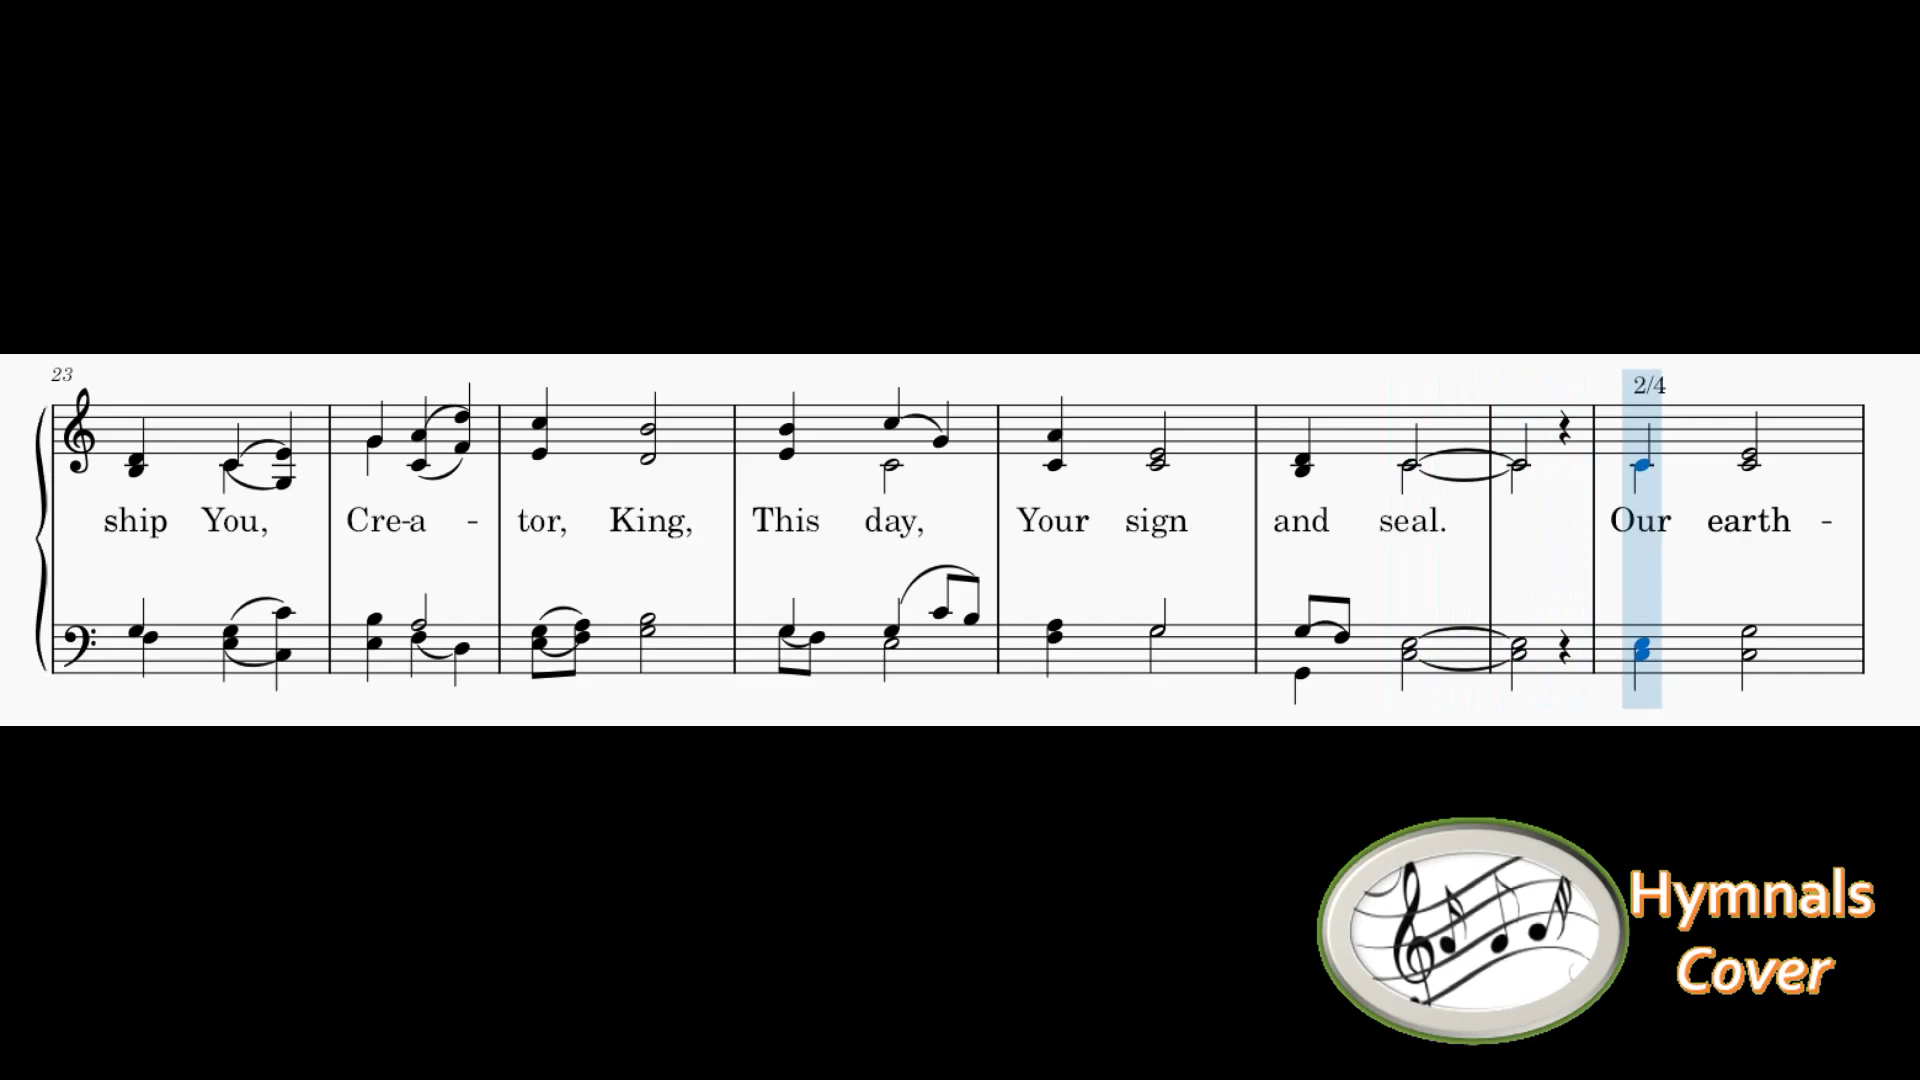 23
2/4
ship You, Cre-a - tor, King, This day, Your sign and seal. Our earth -
Hymnals
Cover